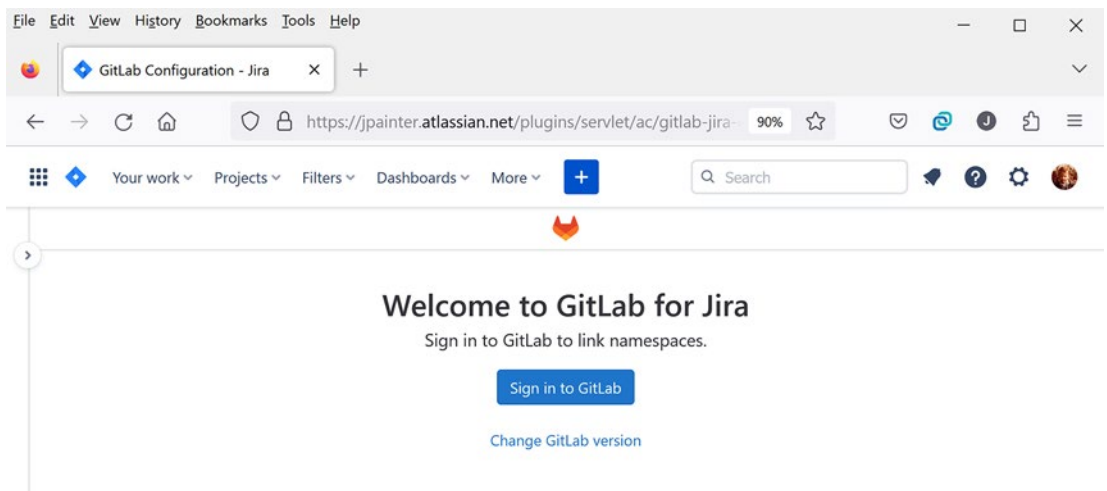 File Edit View History Bookmarks Tools Help
GitLab Configuration - Jira
https://jpainter.atlassian.net/plugins/servlet/ac/gitlab-jira- 90%
J
Your work Projects Filters Dashboards More + Search
Welcome to GitLab for Jira
Sign in to GitLab to link namespaces.
Sign in to GitLab
Change GitLab version